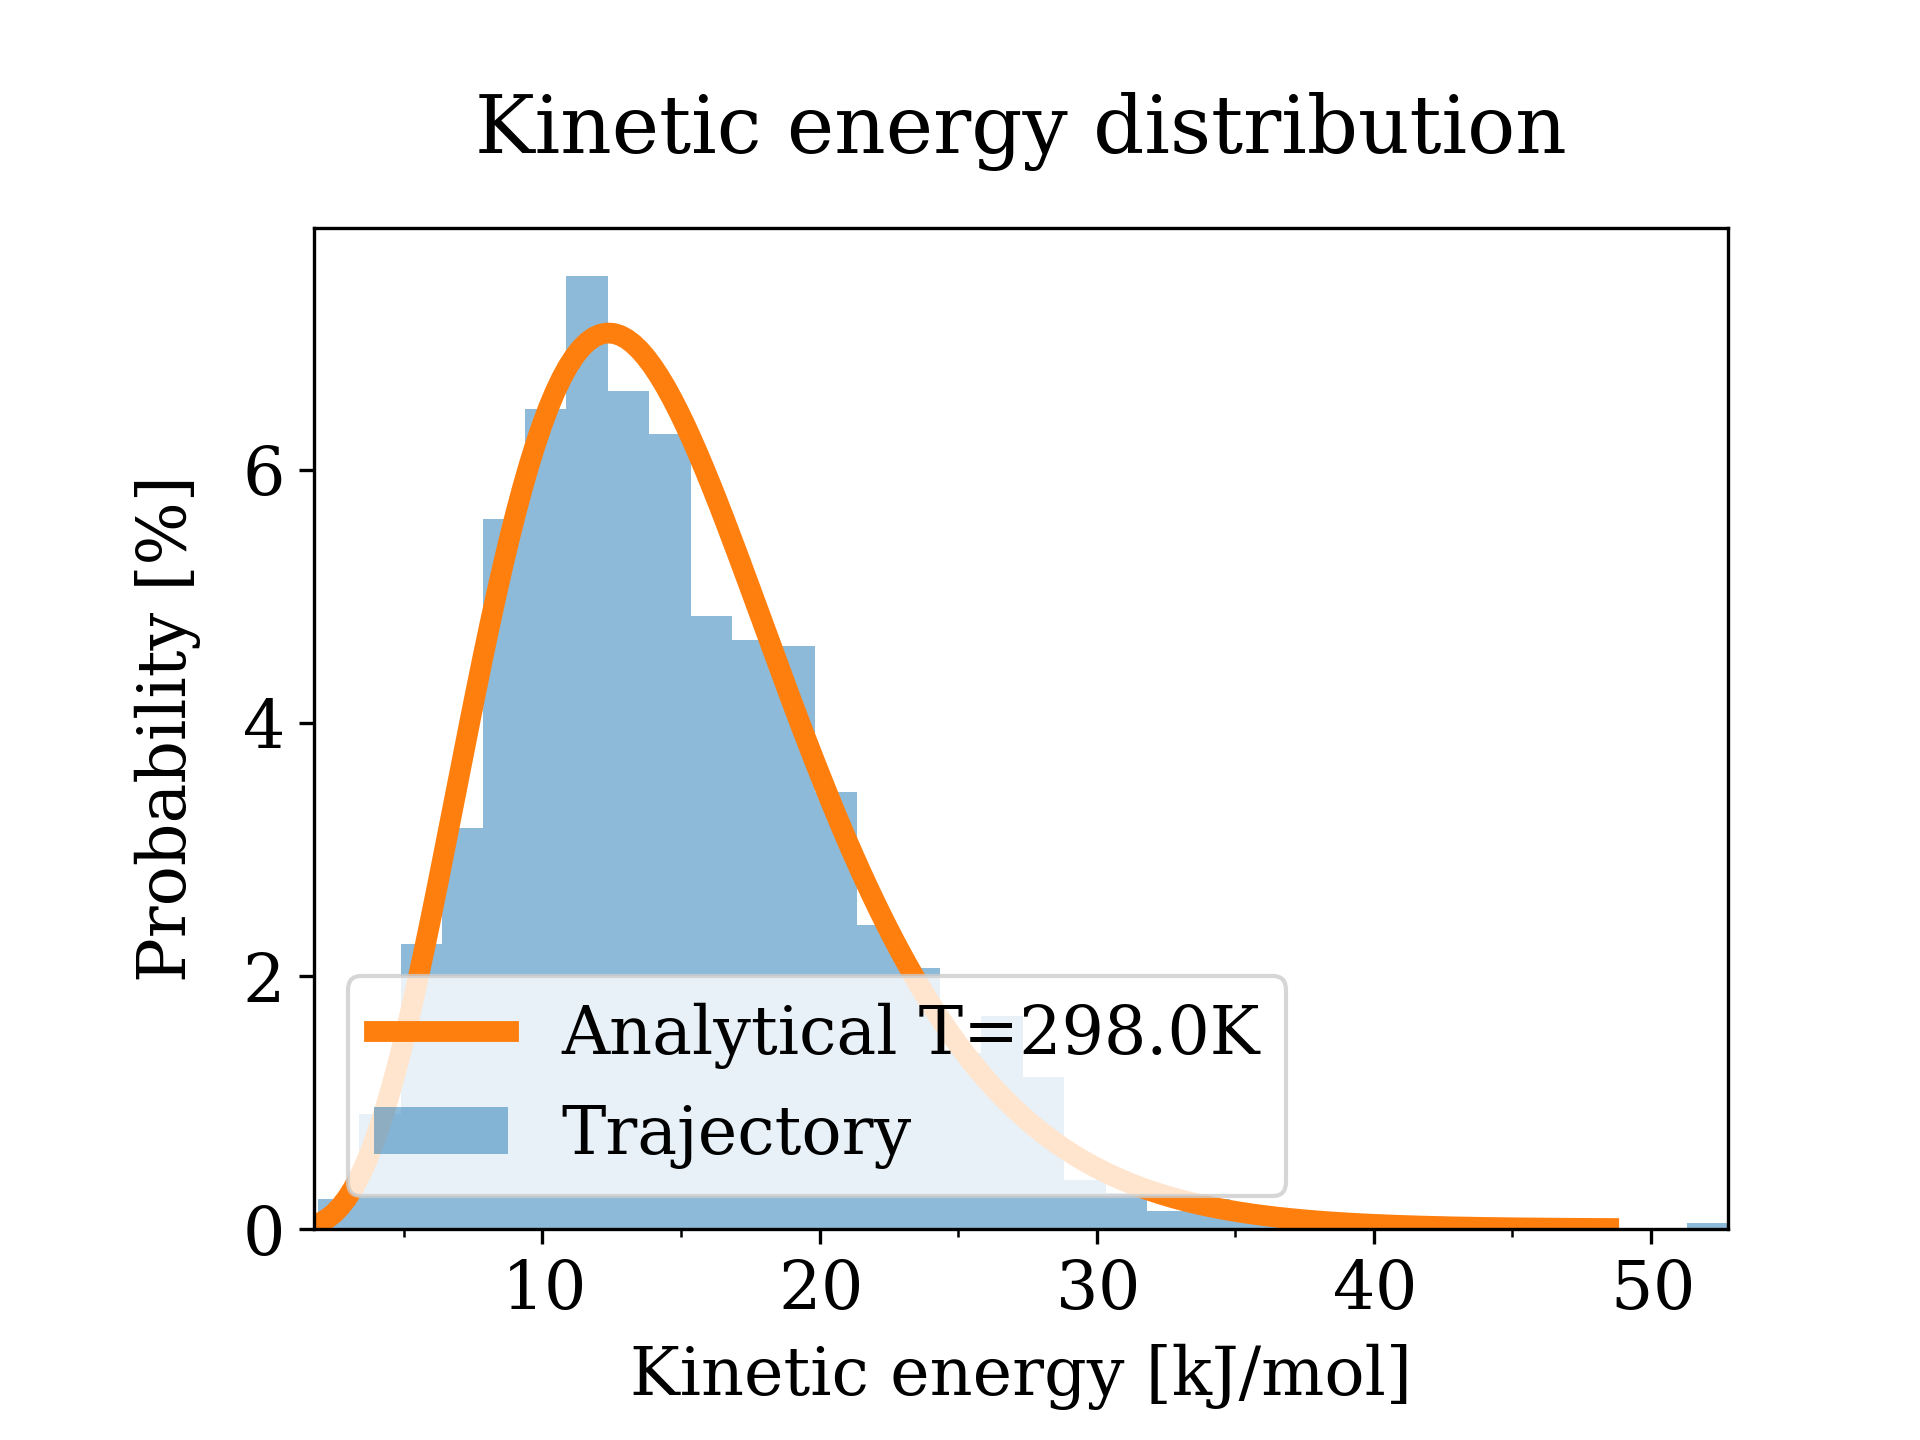 Kinetic energy distribution
Probability [%]
6
4
2
0
Analytical T=298.0K
Trajectory
10 20 30 40 50
Kinetic energy [kJ/mol]